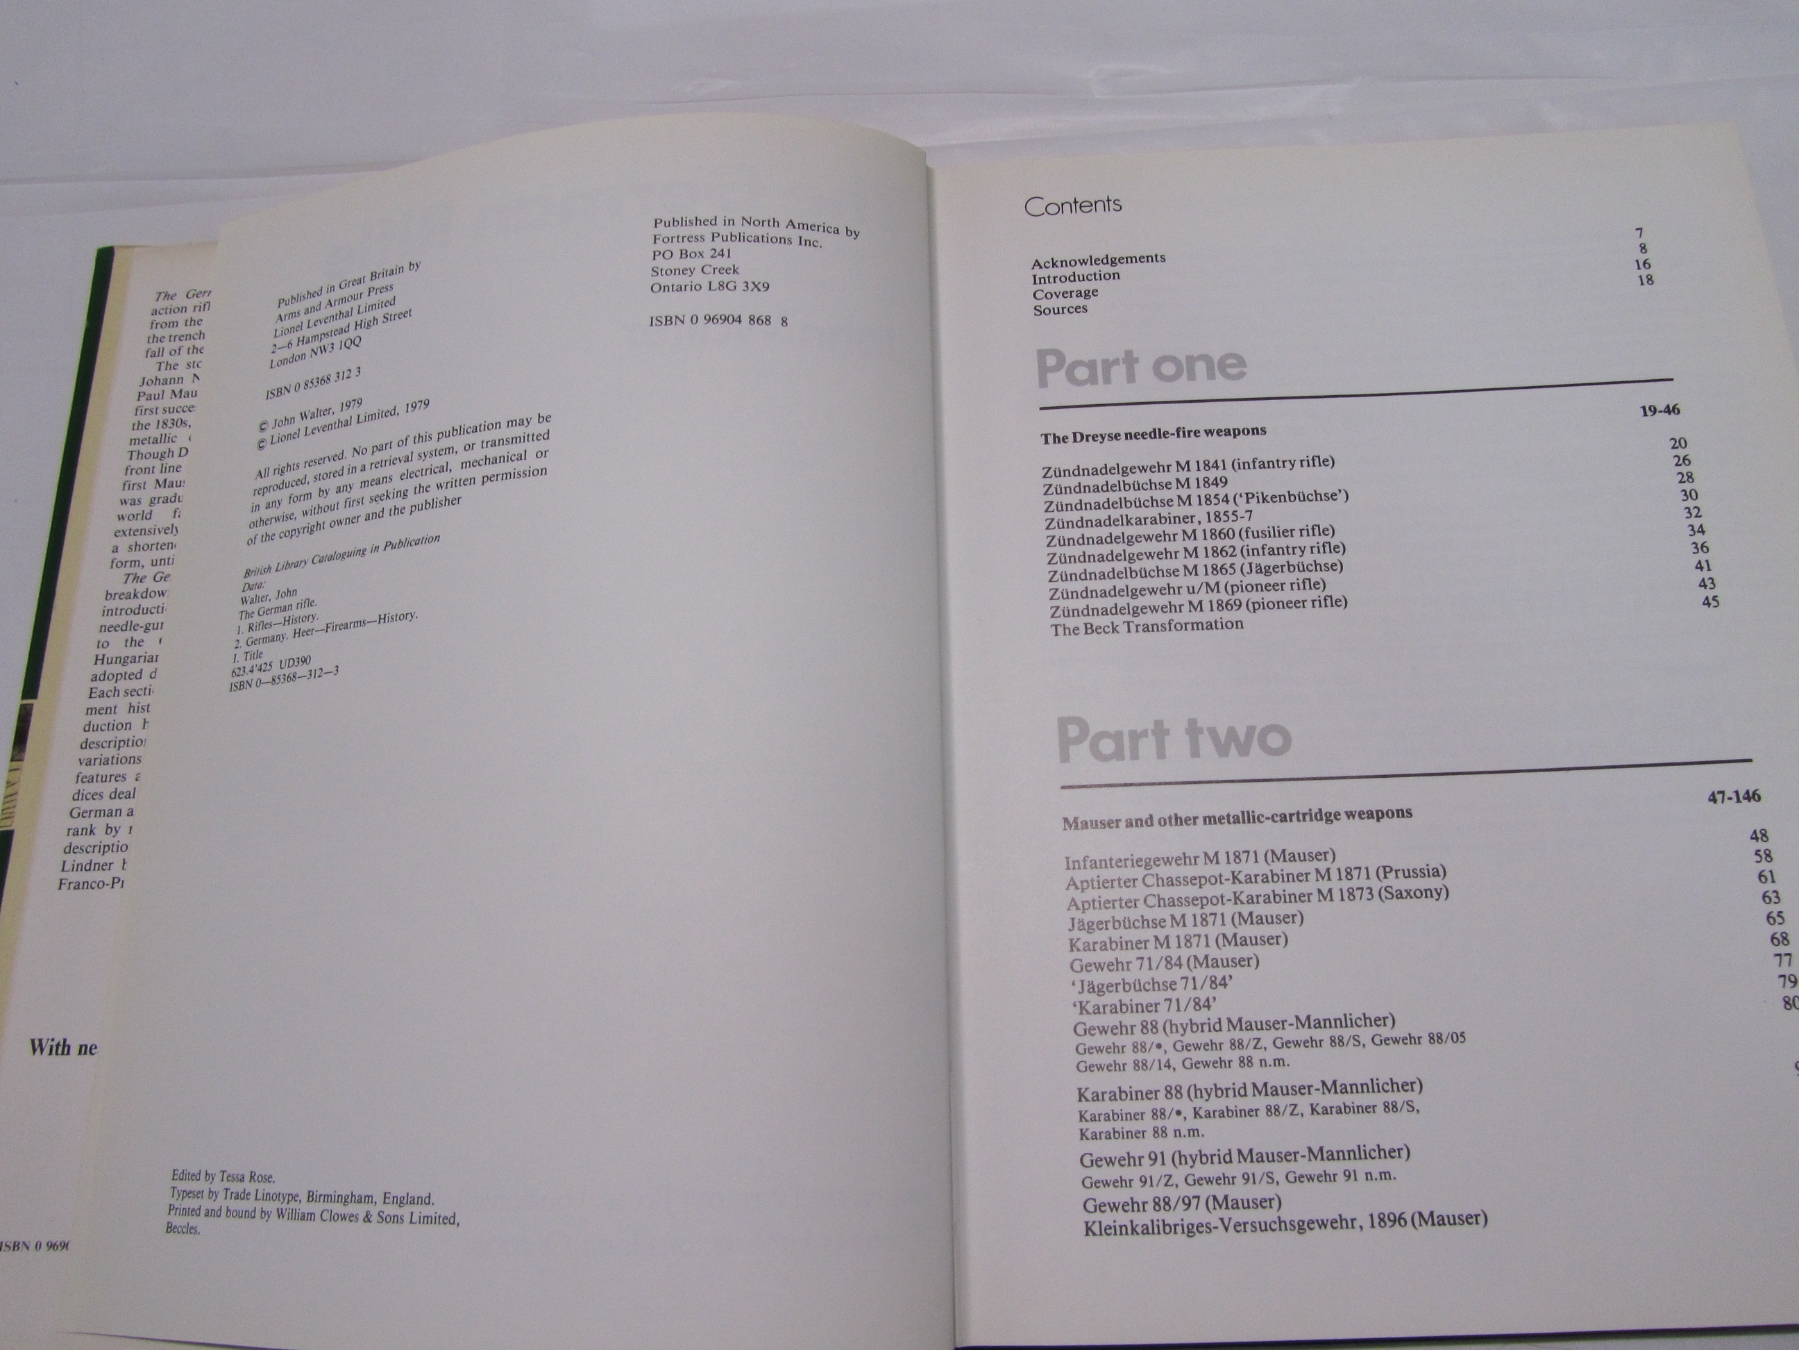 The Gerr
action rifl
from the
the trench
fall of the
The stc
Johann N
Paul Mau
first succe
the 1830s,
metallic
Though D
front line
first Maus
was gradu
world fa
extensively
a shorten
form, unti
The Ge
breakdow
introducti
needle-gur
to the
Hungarian
adopted d
Each secti
ment hist
duction h
description
variations
features a
dices deal
German a
rank by r
descriptio
Lindner b
Franco-Pr
With ne
ISBN 0 9690
Published in Great Britain by
Arms and Armour Press
Lionel Leventhal Limited
2—6 Hampstead High Street
London NW3 1QQ
ISBN 0 85368 312 3
© John Walter, 1979
© Lionel Leventhal Limited, 1979
All rights reserved. No part of this publication may be
reproduced, stored in a retrieval system, or transmitted
in any form by any means electrical, mechanical or
otherwise, without first seeking the written permission
of the copyright owner and the publisher
British Library Cataloguing in Publication
Data:
Walter, John
The German rifle.
1. Rifles—History.
2. Germany. Heer—Firearms—History.
I. Title
623.4'425 UD390
ISBN 0—85368—312—3
Published in North America by
Fortress Publications Inc.
PO Box 241
Stoney Creek
Ontario L8G 3X9
ISBN 0 96904 868 8
Edited by Tessa Rose.
Typeset by Trade Linotype, Birmingham, England.
Printed and bound by William Clowes & Sons Limited,
Beccles.
Contents
Acknowledgements 7
Introduction 8
Coverage 16
Sources 18
Part one
The Dreyse needle-fire weapons 19-46
Zündnadelgewehr M 1841 (infantry rifle) 20
Zündnadelbüchse M 1849 26
Zündnadelbüchse M 1854 (‘Pikenbüchse’) 28
Zündnadelkarabiner, 1855-7 30
Zündnadelgewehr M 1860 (fusilier rifle) 32
Zündnadelgewehr M 1862 (infantry rifle) 34
Zündnadelbüchse M 1865 (Jägerbüchse) 36
Zündnadelgewehr u/M (pioneer rifle) 41
Zündnadelgewehr M 1869 (pioneer rifle) 43
The Beck Transformation 45
Part two
Mauser and other metallic-cartridge weapons 47-146
Infanteriegewehr M 1871 (Mauser) 48
Aptierter Chassepot-Karabiner M 1871 (Prussia) 58
Aptierter Chassepot-Karabiner M 1873 (Saxony) 61
Jägerbüchse M 1871 (Mauser) 63
Karabiner M 1871 (Mauser) 65
Gewehr 71/84 (Mauser) 68
‘Jägerbüchse 71/84’ 77
‘Karabiner 71/84’ 79
Gewehr 88 (hybrid Mauser-Mannlicher) 80
Gewehr 88/•, Gewehr 88/Z, Gewehr 88/S, Gewehr 88/05
Gewehr 88/14, Gewehr 88 n.m.
Karabiner 88 (hybrid Mauser-Mannlicher)
Karabiner 88/•, Karabiner 88/Z, Karabiner 88/S,
Karabiner 88 n.m.
Gewehr 91 (hybrid Mauser-Mannlicher)
Gewehr 91/Z, Gewehr 91/S, Gewehr 91 n.m.
Gewehr 88/97 (Mauser)
Kleinkalibriges-Versuchsgewehr, 1896 (Mauser)